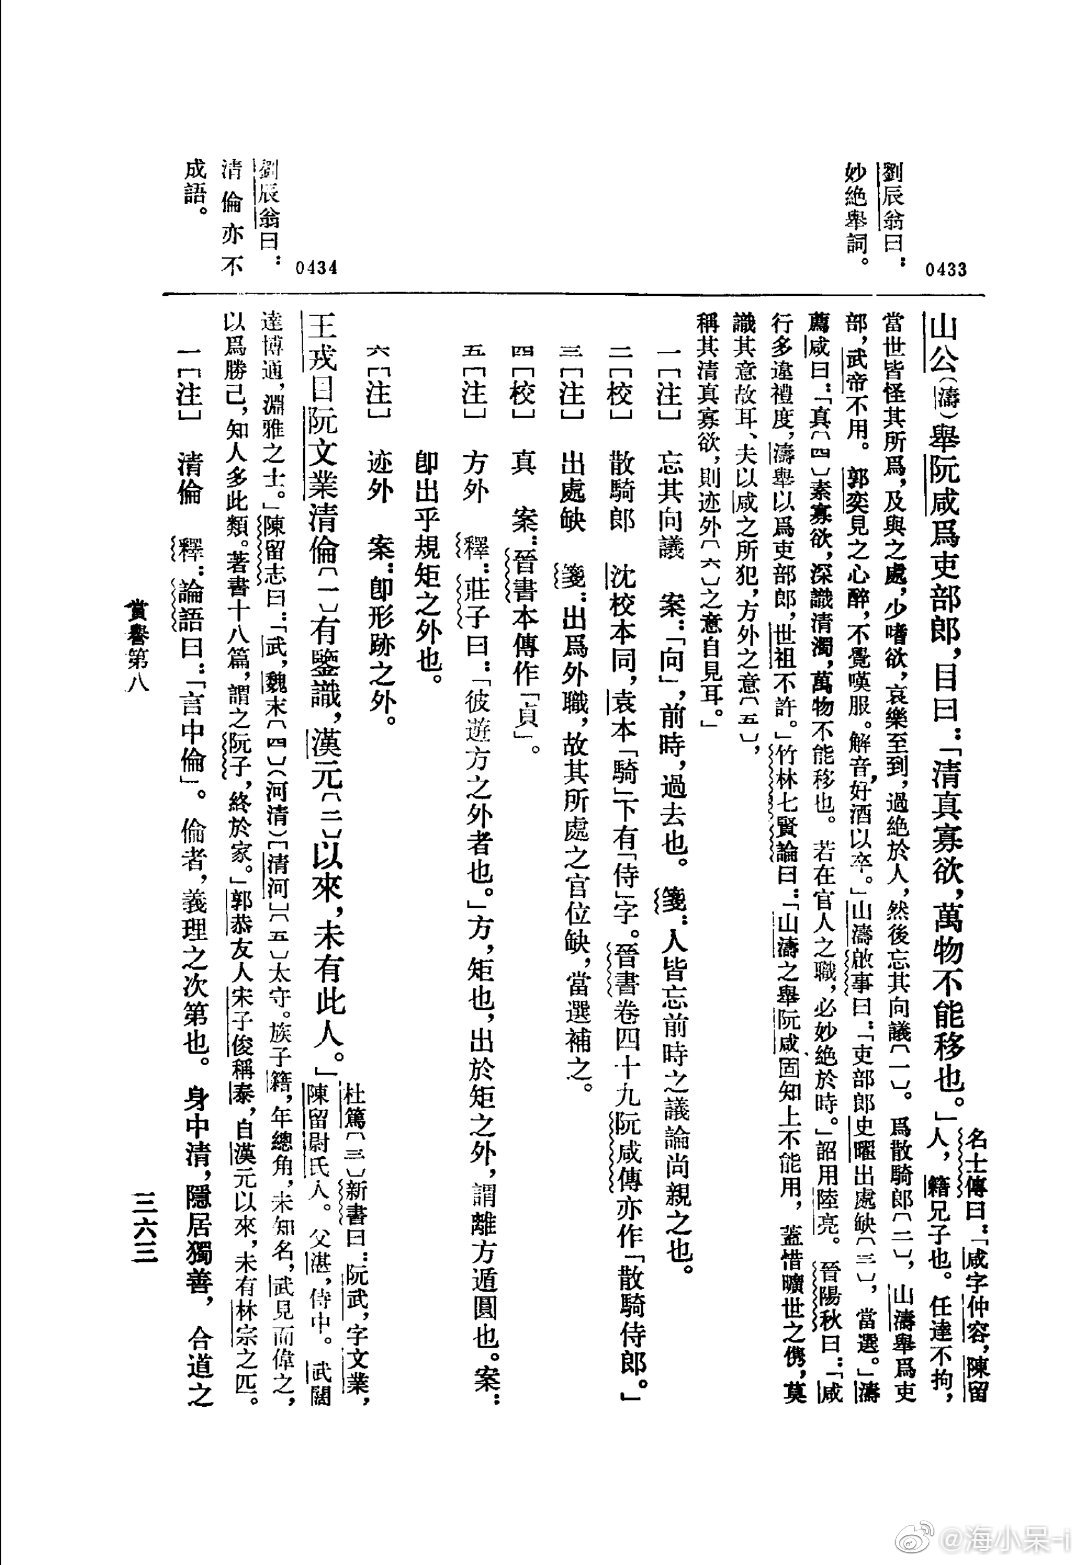 0433
劉辰翁曰：
妙絕舉詞。
0434
劉辰翁曰：
清倫亦不
成語。
山公（濤）舉阮咸爲吏部郎，目曰：「清真寡欲，萬物不能移也。」
名士傳曰：「咸字仲容，陳留
人，籍兄子也。任達不拘，
當世皆怪其所爲，及與之處，少嗜欲，哀樂至到，過絕於人，然後忘其向議〔一〕。爲散騎郎〔二〕，山濤舉爲吏
部，武帝不用。郭奕見之心醉，不覺嘆服。解音，好酒以卒。」山濤啟事曰：「吏部郎史曜出處缺〔三〕，當選。」濤
薦咸曰：「真〔四〕素寡欲，深識清濁，萬物不能移也。若在官人之職，必妙絕於時。」詔用陸亮。晉陽秋曰：「咸
行多違禮度，濤舉以爲吏部郎，世祖不許。」竹林七賢論曰：「山濤之舉阮咸，固知上不能用，蓋惜曠世之儁，莫
識其意故耳、夫以咸之所犯，方外之意〔五〕，
稱其清真寡欲，則迹外〔六〕之意自見耳。」
一〔注〕　忘其向議　案：「向」，前時，過去也。箋：人皆忘前時之議論尚親之也。
二〔校〕　散騎郎　沈校本同，袁本「騎」下有「侍」字。晉書卷四十九阮咸傳亦作「散騎侍郎。」
三〔注〕　出處缺　箋：出爲外職，故其所處之官位缺，當選補之。
四〔校〕　真　案：晉書本傳作「貞」。
五〔注〕　方外　釋：莊子曰：「彼遊方之外者也。」方，矩也，出於矩之外，謂離方遁圓也。案：
卽出乎規矩之外也。
六〔注〕　迹外　案：卽形跡之外。
王戎目阮文業清倫〔一〕有鑒識，漢元〔二〕以來，未有此人。」
杜篤〔三〕新書曰：阮武，字文業，
陳留尉氏人。父湛，侍中。武闊
達博通，淵雅之士。」陳留志曰：「武，魏末〔四〕（河清）〔清河〕〔五〕太守。族子籍，年總角，未知名，武見而偉之，
以爲勝己，知人多此類。著書十八篇，謂之阮子，終於家。」郭恭友人宋子俊稱泰，自漢元以來，未有林宗之匹。
一〔注〕　清倫　釋：論語曰：「言中倫」。倫者，義理之次第也。身中清，隱居獨善，合道之
賞譽第八
三六三
@海小呆-i